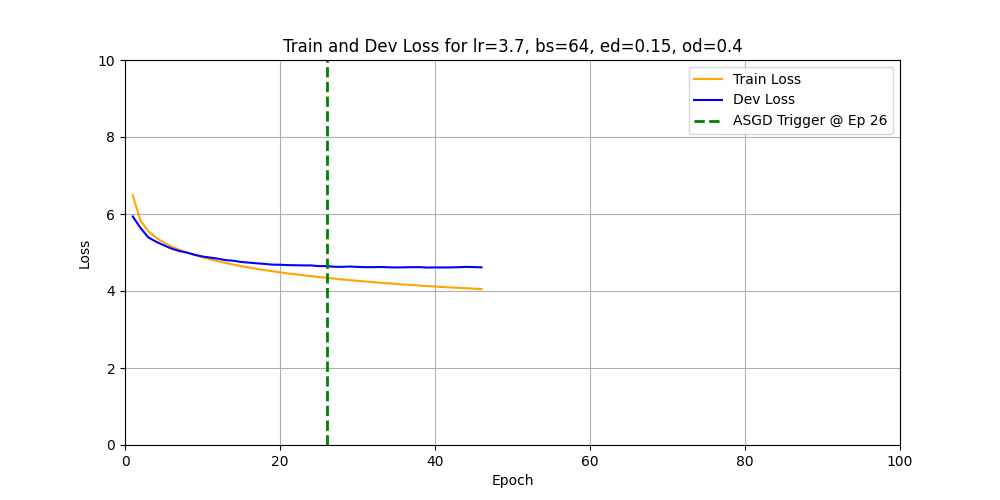 Train and Dev Loss for lr=3.7, bs=64, ed=0.15, od=0.4
Train Loss
Dev Loss
ASGD Trigger @ Ep 26
10
8
6
4
2
0
Loss
0 20 40 60 80 100
Epoch